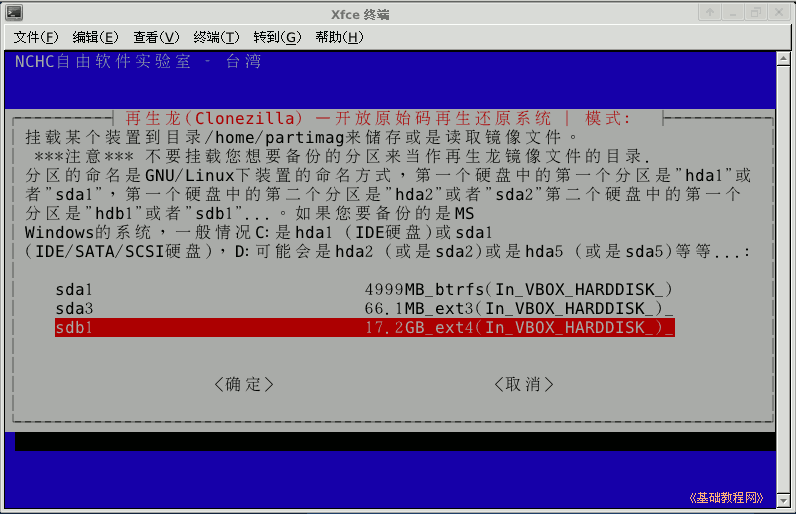 Xfce 终端
文件(F) 编辑(E) 查看(V) 终端(T) 转到(G) 帮助(H)
NCHC自由软件实验室 - 台湾
再生龙(Clonezilla) －开放原始码再生还原系统 | 模式:
挂载某个装置到目录/home/partimag来储存或是读取镜像文件。
***注意*** 不要挂载您想要备份的分区来当作再生龙镜像文件的目录.
分区的命名是GNU/Linux下装置的命名方式，第一个硬盘中的第一个分区是"hda1"或
者"sda1"，第一个硬盘中的第二个分区是"hda2"或者"sda2"第二个硬盘中的第一个
分区是"hdb1"或者"sdb1"...。如果您要备份的是MS
Windows的系统，一般情况C:是hda1 (IDE硬盘)或sda1
(IDE/SATA/SCSI硬盘)，D:可能会是hda2 (或是sda2)或是hda5 (或是sda5)等等...:
sda1 4999MB_btrfs(In_VBOX_HARDDISK_)
sda3 66.1MB_ext3(In_VBOX_HARDDISK_)_
sdb1 17.2GB_ext4(In_VBOX_HARDDISK_)_
<确定> <取消>
《基础教程网》